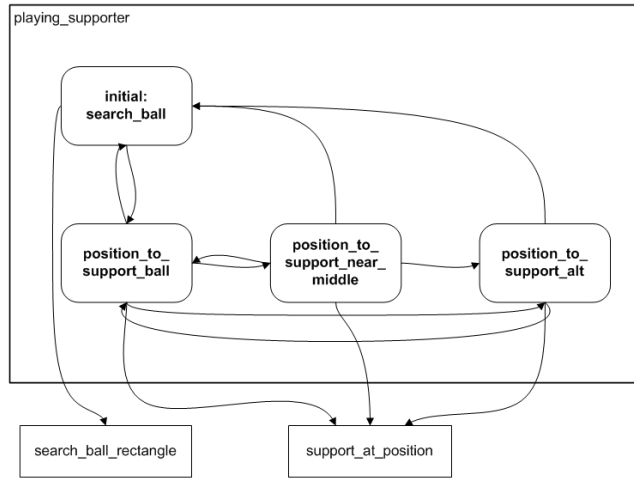 playing_supporter
initial:
search_ball
position_to_
support_ball
position_to_
support_near_
middle
position_to_
support_alt
search_ball_rectangle
support_at_position